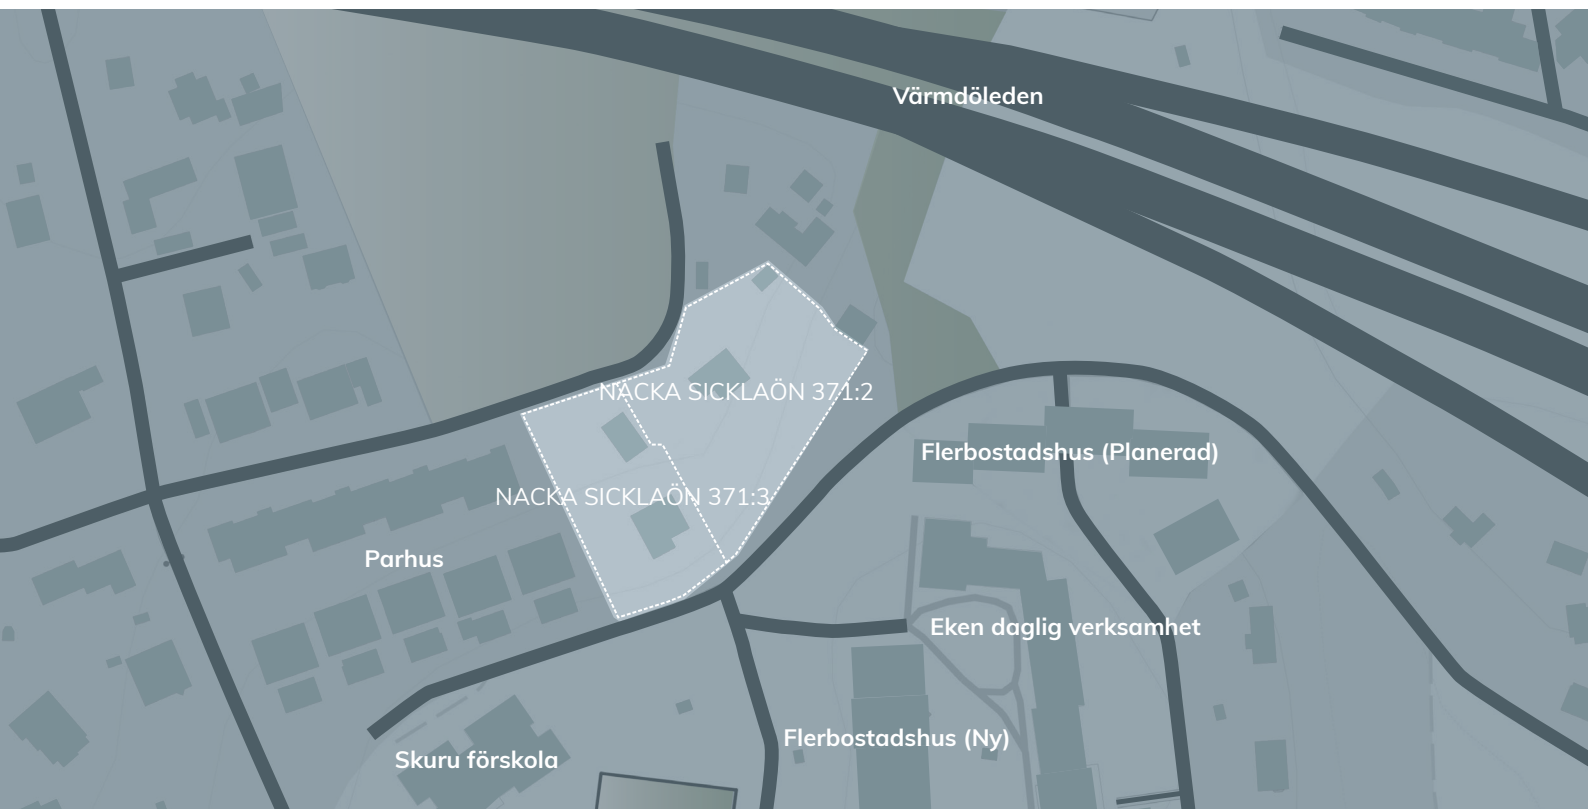 Värmdöleden
NACKA SICKLAÖN 371:2
Flerbostadshus (Planerad)
NACKA SICKLAÖN 371:3
Parhus
Eken daglig verksamhet
Flerbostadshus (Ny)
Skuru förskola